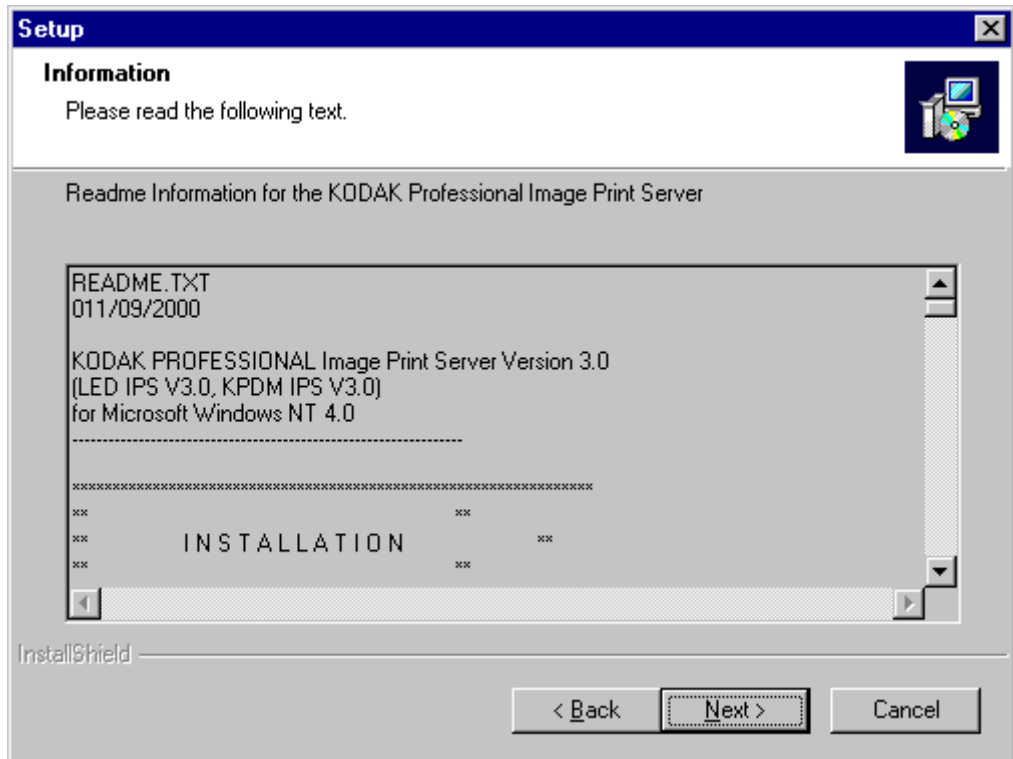 Setup
Information
Please read the following text.
Readme Information for the KODAK Professional Image Print Server
README.TXT
011/09/2000
KODAK PROFESSIONAL Image Print Server Version 3.0
(LED IPS V3.0, KPDM IPS V3.0)
for Microsoft Windows NT 4.0
-----------------------------------------------------------------
*****************************************************************
** **
** I N S T A L L A T I O N **
** **
InstallShield
< Back Next > Cancel